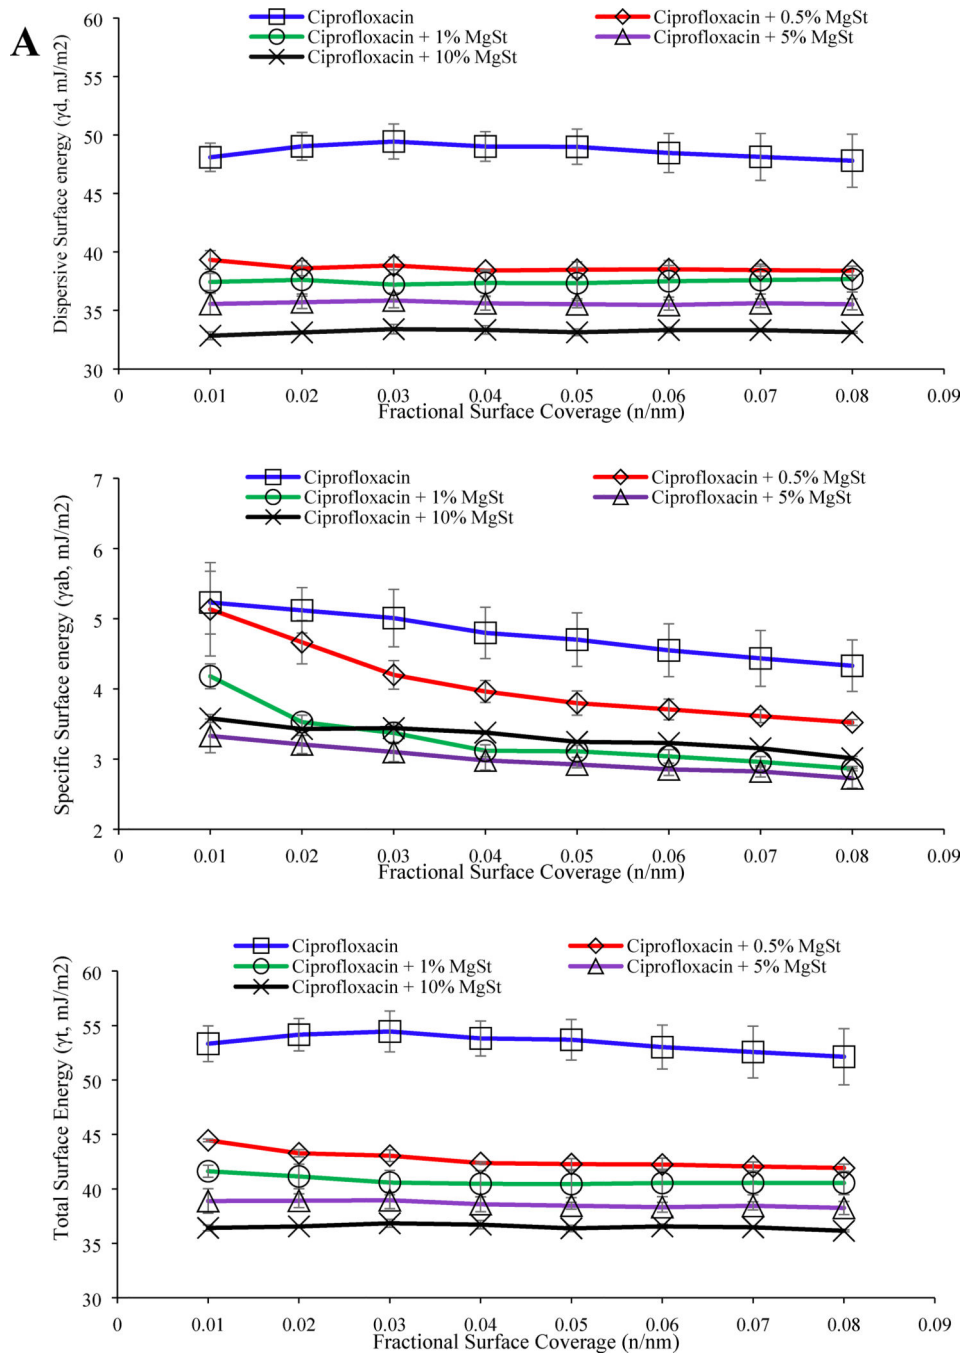 A
60
Ciprofloxacin
Ciprofloxacin + 0.5% MgSt
Ciprofloxacin + 1% MgSt
Ciprofloxacin + 5% MgSt
Ciprofloxacin + 10% MgSt
55
50
45
40
35
30
Dispersive Surface energy (γd, mJ/m2)
0 0.01 0.02 0.03 0.04 0.05 0.06 0.07 0.08 0.09
Fractional Surface Coverage (n/nm)
Ciprofloxacin
Ciprofloxacin + 0.5% MgSt
Ciprofloxacin + 1% MgSt
Ciprofloxacin + 5% MgSt
Ciprofloxacin + 10% MgSt
7
6
5
4
3
2
Specific Surface energy (γab, mJ/m2)
0 0.01 0.02 0.03 0.04 0.05 0.06 0.07 0.08 0.09
Fractional Surface Coverage (n/nm)
Ciprofloxacin
Ciprofloxacin + 0.5% MgSt
Ciprofloxacin + 1% MgSt
Ciprofloxacin + 5% MgSt
Ciprofloxacin + 10% MgSt
60
55
50
45
40
35
30
Total Surface Energy (γt, mJ/m2)
0 0.01 0.02 0.03 0.04 0.05 0.06 0.07 0.08 0.09
Fractional Surface Coverage (n/nm)